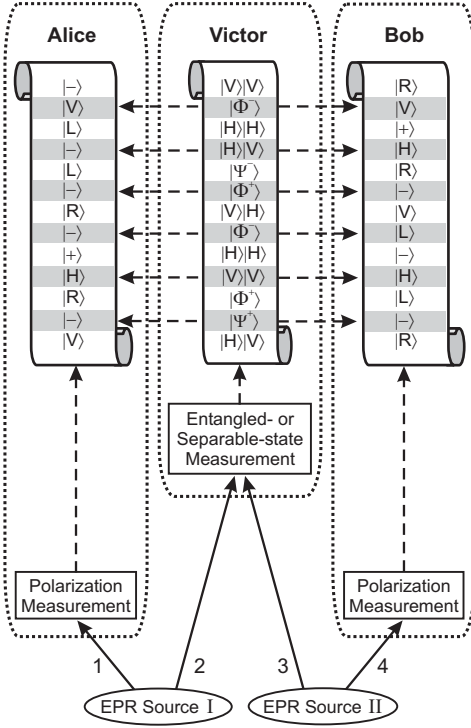 Alice
|−⟩
|V⟩
|L⟩
|−⟩
|L⟩
|−⟩
|R⟩
|−⟩
|+⟩
|H⟩
|R⟩
|−⟩
|V⟩
Polarization
Measurement
Victor
|V⟩|V⟩
|Φ⁻⟩
|H⟩|H⟩
|H⟩|V⟩
|Ψ⁻⟩
|Φ⁺⟩
|V⟩|H⟩
|Φ⁻⟩
|H⟩|H⟩
|V⟩|V⟩
|Φ⁺⟩
|Ψ⁺⟩
|H⟩|V⟩
Entangled- or
Separable-state
Measurement
Bob
|R⟩
|V⟩
|+⟩
|H⟩
|R⟩
|−⟩
|V⟩
|L⟩
|−⟩
|H⟩
|L⟩
|−⟩
|R⟩
Polarization
Measurement
1 2 3 4
EPR Source I
EPR Source II